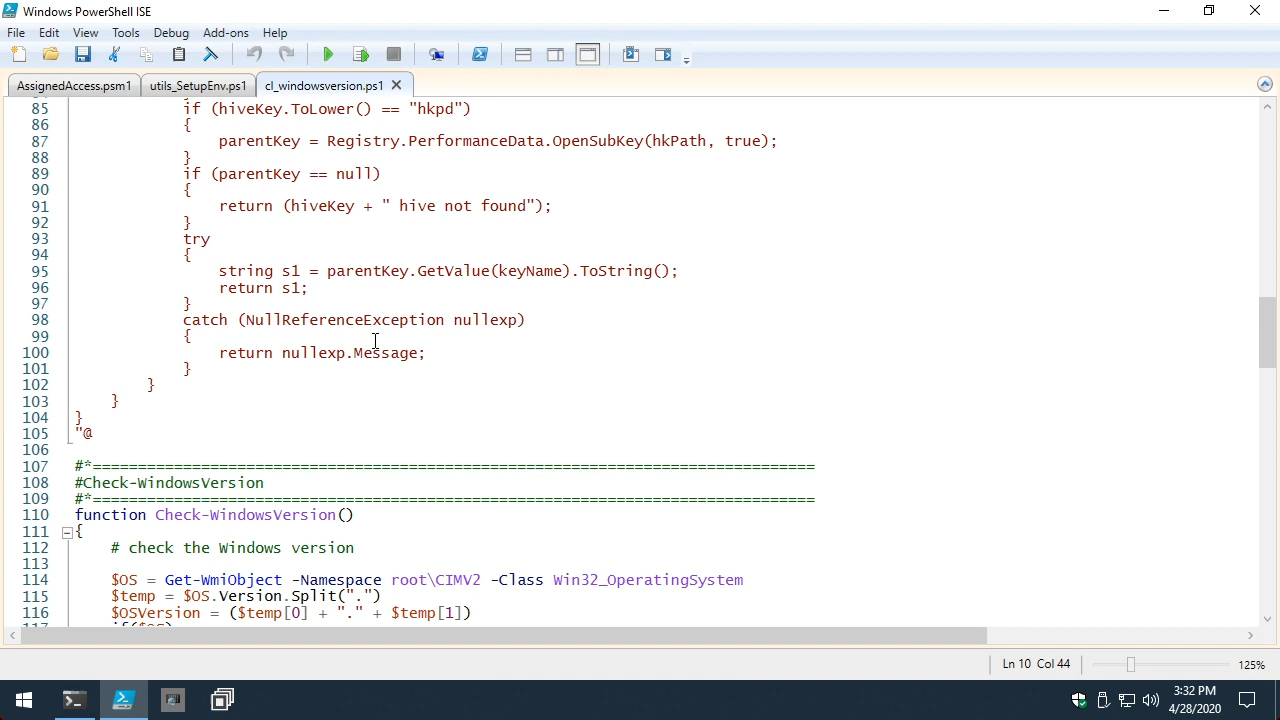 Windows PowerShell ISE
File Edit View Tools Debug Add-ons Help
AssignedAccess.psm1 utils_SetupEnv.ps1 cl_windowsversion.ps1
85 if (hiveKey.ToLower() == "hkpd")
86 {
87 parentKey = Registry.PerformanceData.OpenSubKey(hkPath, true);
88 }
89 if (parentKey == null)
90 {
91 return (hiveKey + " hive not found");
92 }
93 try
94 {
95 string s1 = parentKey.GetValue(keyName).ToString();
96 return s1;
97 }
98 catch (NullReferenceException nullexp)
99 {
100 return nullexp.Message;
101 }
102 }
103 }
104 }
105 "@
106
107 #*================================================================================
108 #Check-WindowsVersion
109 #*================================================================================
110 function Check-WindowsVersion()
111 {
112 # check the Windows version
113
114 $OS = Get-WmiObject -Namespace root\CIMV2 -Class Win32_OperatingSystem
115 $temp = $OS.Version.Split(".")
116 $OSVersion = ($temp[0] + "." + $temp[1])
Ln 10 Col 44 125%
3:32 PM
4/28/2020